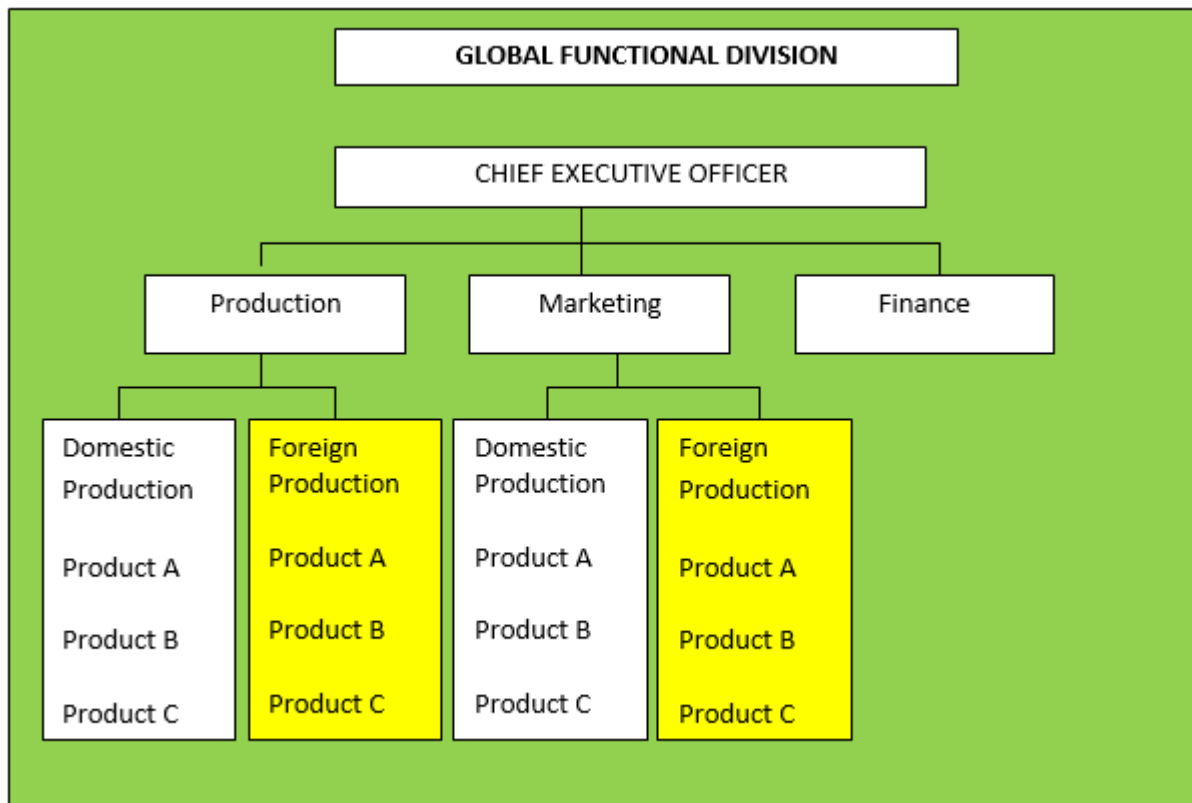 GLOBAL FUNCTIONAL DIVISION
CHIEF EXECUTIVE OFFICER
Production
Marketing
Finance
Domestic
Production
Product A
Product B
Product C
Foreign
Production
Product A
Product B
Product C
Domestic
Production
Product A
Product B
Product C
Foreign
Production
Product A
Product B
Product C